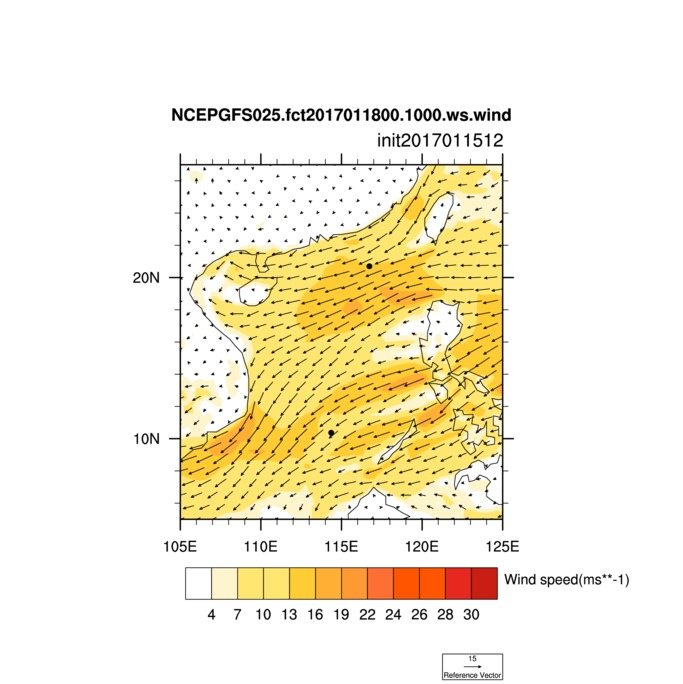 NCEPGFS025.fct2017011800.1000.ws.wind
init2017011512
20N
10N
105E 110E 115E 120E 125E
Wind speed(ms**-1)
4 7 10 13 16 19 22 24 26 28 30
15
Reference Vector